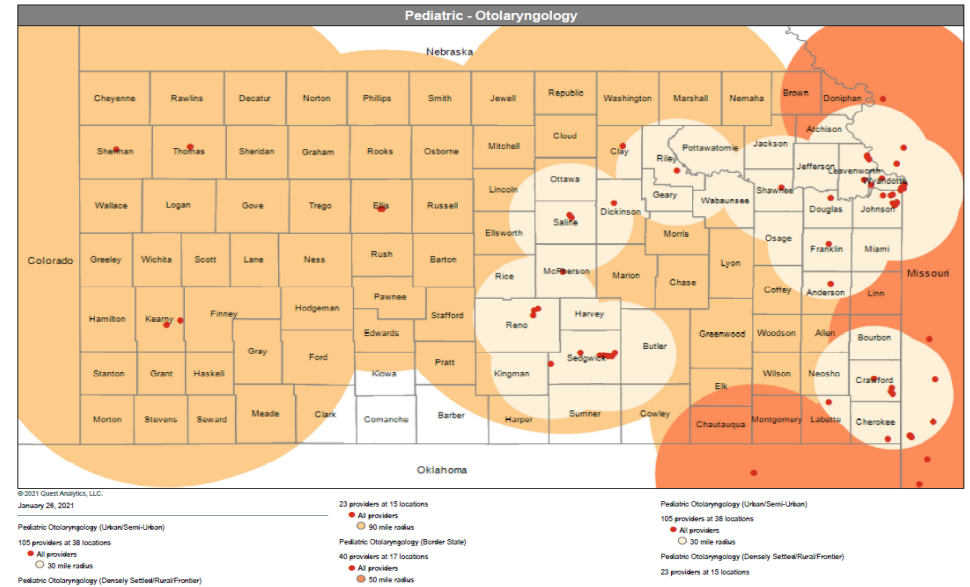 Pediatric - Otolaryngology
Nebraska
Cheyenne Rawlins Decatur Norton Phillips Smith Jewell Republic Washington Marshall Nemaha Brown Doniphan
Sherman Thomas Sheridan Graham Rooks Osborne Mitchell Cloud Clay Riley Pottawatomie Jackson Atchison
Jefferson Leavenworth
Wyandotte
Wallace Logan Gove Trego Ellis Russell Lincoln Ottawa Geary Wabaunsee Shawnee
Saline Dickinson Douglas Johnson
Ellsworth Morris Osage Franklin Miami
Colorado Greeley Wichita Scott Lane Ness Rush Barton Rice McPherson Marion Chase Lyon Missouri
Coffey Anderson Linn
Hamilton Kearny Finney Hodgeman Pawnee Stafford Reno Harvey
Edwards Greenwood Woodson Allen Bourbon
Gray Ford Sedgwick Butler
Stanton Grant Haskell Kiowa Pratt Kingman Elk Wilson Neosho Crawford
Morton Stevens Seward Meade Clark Comanche Barber Harper Sumner Cowley Chautauqua Montgomery Labette Cherokee
Oklahoma
© 2021 Quest Analytics, LLC.
January 26, 2021
Pediatric Otolaryngology (Urban/Semi-Urban)
105 providers at 38 locations
All providers
30 mile radius
Pediatric Otolaryngology (Densely Settled/Rural/Frontier)
23 providers at 15 locations
All providers
90 mile radius
Pediatric Otolaryngology (Border State)
40 providers at 17 locations
All providers
50 mile radius
Pediatric Otolaryngology (Urban/Semi-Urban)
105 providers at 38 locations
All providers
30 mile radius
Pediatric Otolaryngology (Densely Settled/Rural/Frontier)
23 providers at 15 locations